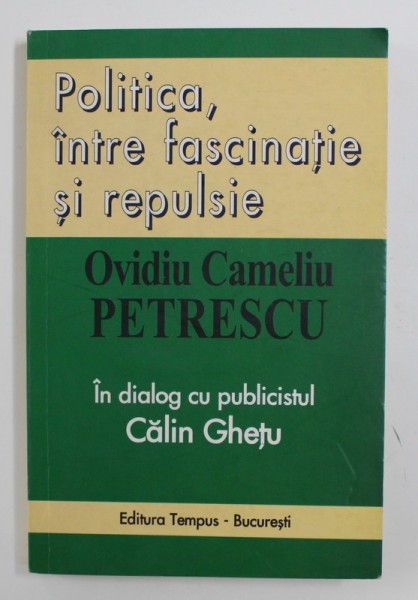 Politica,
între fascinație
și repulsie
Ovidiu Cameliu
PETRESCU
În dialog cu publicistul
Călin Ghețu
Editura Tempus - București